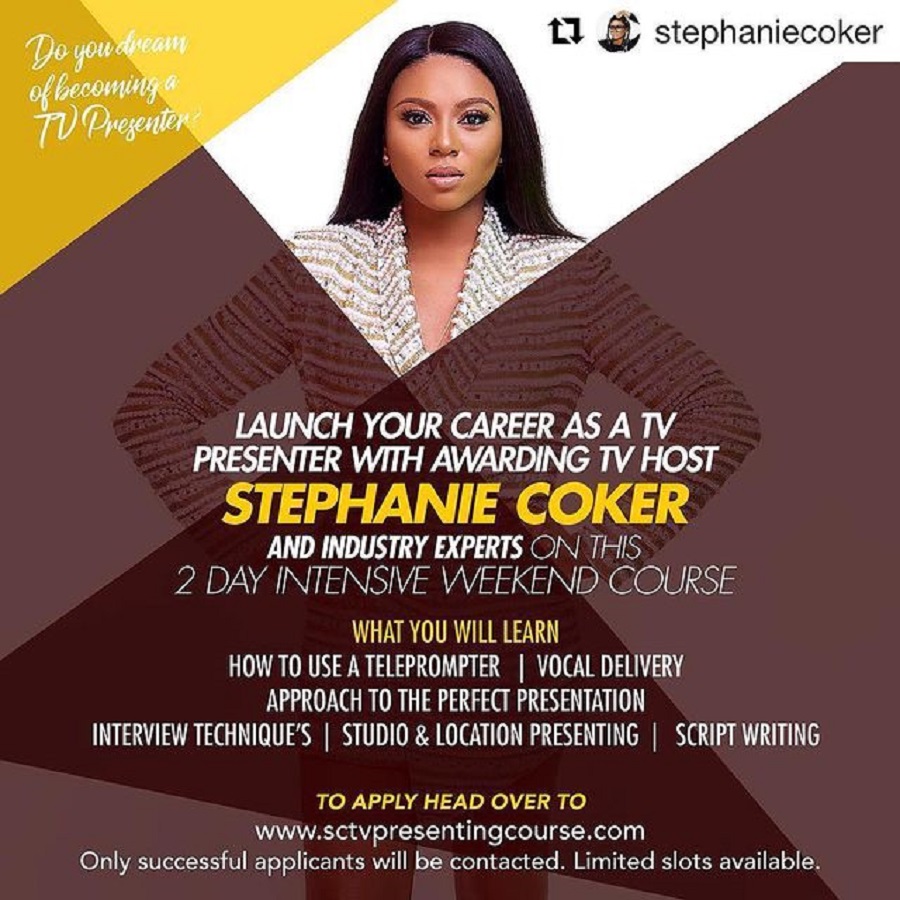 stephaniecoker
Do you dream
of becoming a
TV Presenter?
LAUNCH YOUR CAREER AS A TV
PRESENTER WITH AWARDING TV HOST
STEPHANIE COKER
AND INDUSTRY EXPERTS ON THIS
2 DAY INTENSIVE WEEKEND COURSE
WHAT YOU WILL LEARN
HOW TO USE A TELEPROMPTER | VOCAL DELIVERY
APPROACH TO THE PERFECT PRESENTATION
INTERVIEW TECHNIQUE'S | STUDIO & LOCATION PRESENTING | SCRIPT WRITING
TO APPLY HEAD OVER TO
www.sctvpresentingcourse.com
Only successful applicants will be contacted. Limited slots available.